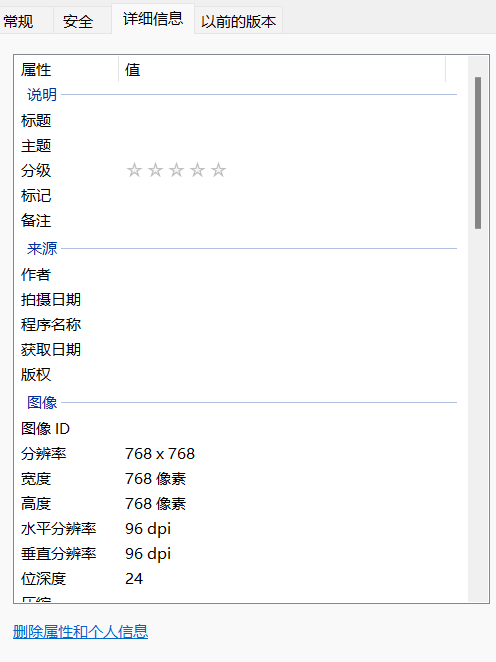 常规 安全 详细信息 以前的版本
属性 值
说明
标题
主题
分级
标记
备注
来源
作者
拍摄日期
程序名称
获取日期
版权
图像
图像 ID
分辨率 768 x 768
宽度 768 像素
高度 768 像素
水平分辨率 96 dpi
垂直分辨率 96 dpi
位深度 24
压缩
删除属性和个人信息